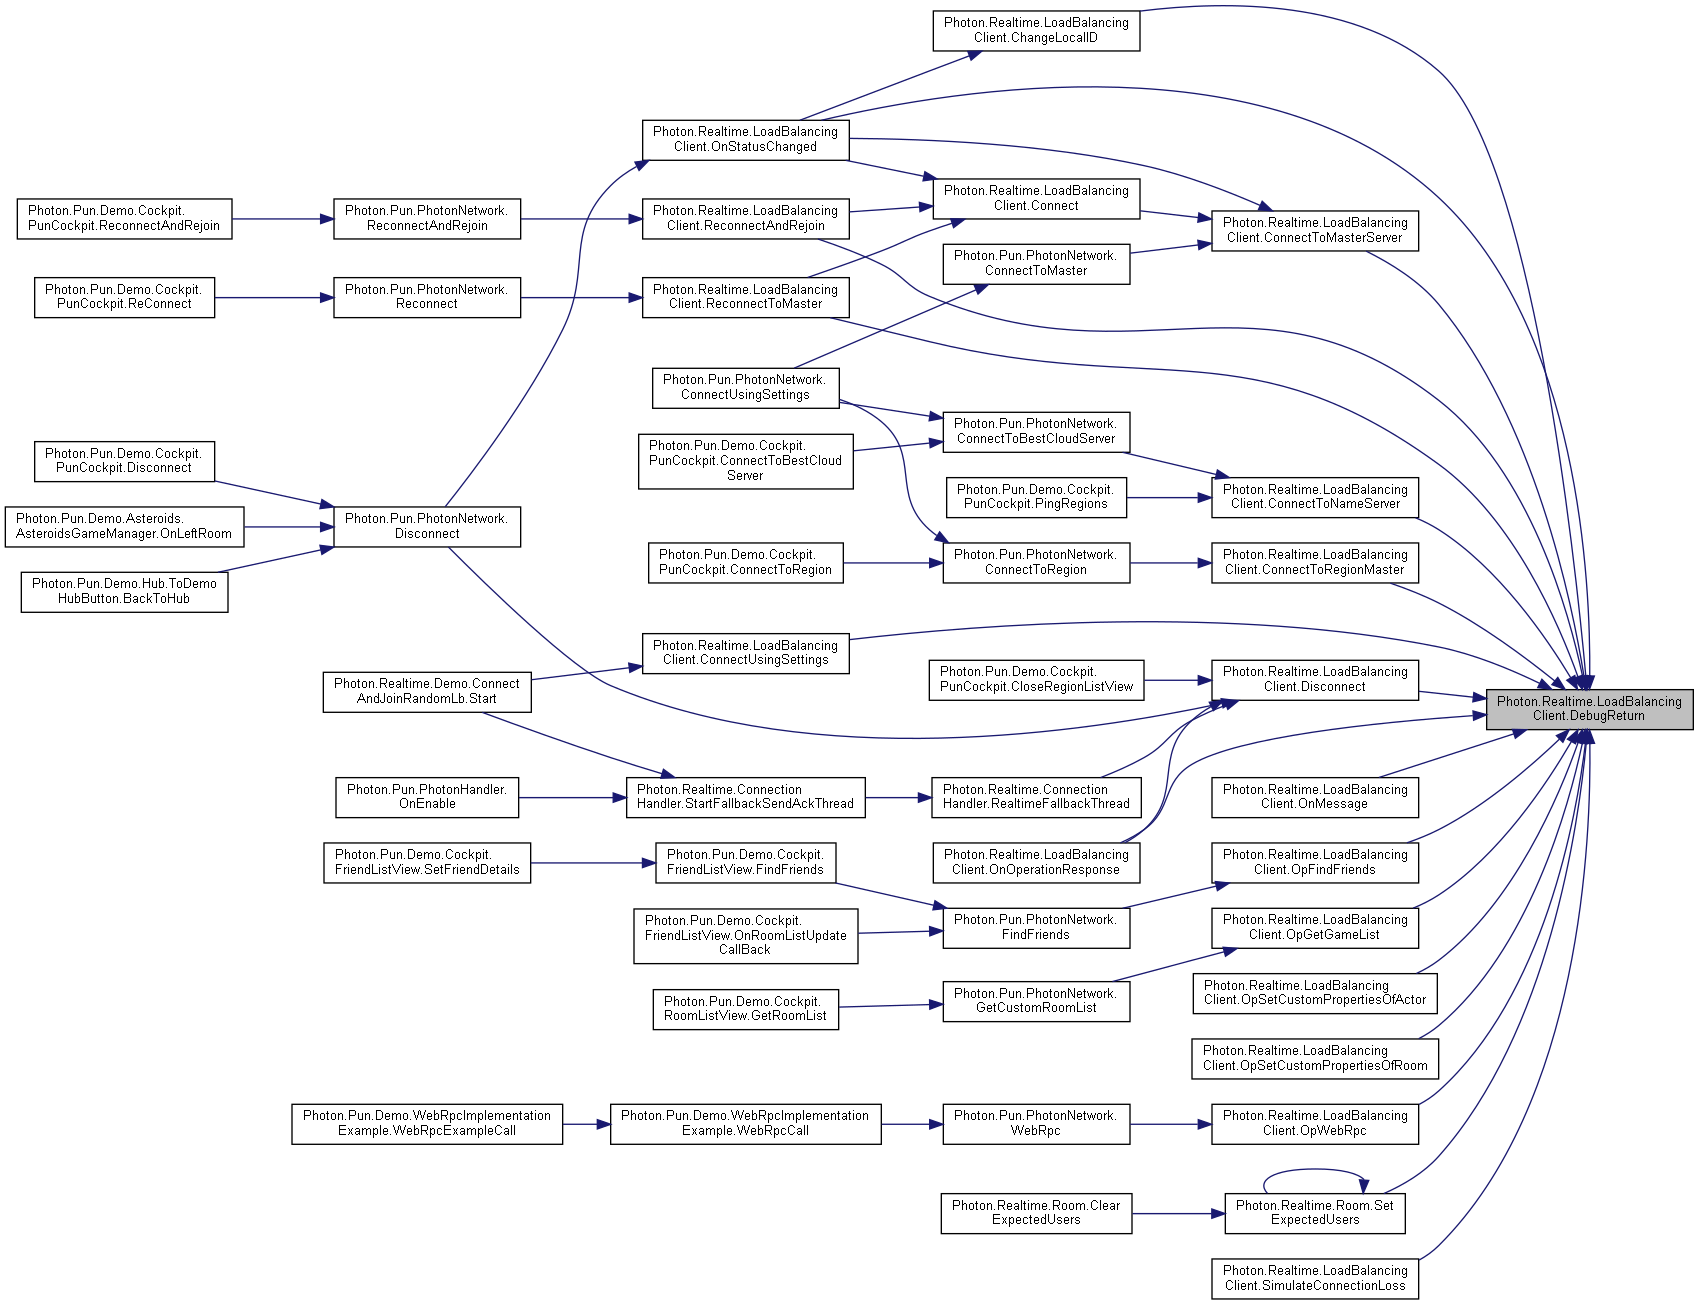 Photon.Realtime.LoadBalancing
Client.ChangeLocalID
Photon.Realtime.LoadBalancing
Client.OnStatusChanged
Photon.Realtime.LoadBalancing
Client.Connect
Photon.Pun.Demo.Cockpit.
PunCockpit.ReconnectAndRejoin
Photon.Pun.PhotonNetwork.
ReconnectAndRejoin
Photon.Realtime.LoadBalancing
Client.ReconnectAndRejoin
Photon.Realtime.LoadBalancing
Client.ConnectToMasterServer
Photon.Pun.PhotonNetwork.
ConnectToMaster
Photon.Pun.Demo.Cockpit.
PunCockpit.ReConnect
Photon.Pun.PhotonNetwork.
Reconnect
Photon.Realtime.LoadBalancing
Client.ReconnectToMaster
Photon.Pun.PhotonNetwork.
ConnectUsingSettings
Photon.Pun.PhotonNetwork.
ConnectToBestCloudServer
Photon.Pun.Demo.Cockpit.
PunCockpit.Disconnect
Photon.Pun.Demo.Cockpit.
PunCockpit.ConnectToBestCloud
Server
Photon.Pun.Demo.Cockpit.
PunCockpit.PingRegions
Photon.Realtime.LoadBalancing
Client.ConnectToNameServer
Photon.Pun.Demo.Asteroids.
AsteroidsGameManager.OnLeftRoom
Photon.Pun.PhotonNetwork.
Disconnect
Photon.Pun.Demo.Cockpit.
PunCockpit.ConnectToRegion
Photon.Pun.PhotonNetwork.
ConnectToRegion
Photon.Realtime.LoadBalancing
Client.ConnectToRegionMaster
Photon.Pun.Demo.Hub.ToDemo
HubButton.BackToHub
Photon.Realtime.LoadBalancing
Client.ConnectUsingSettings
Photon.Realtime.Demo.Connect
AndJoinRandomLb.Start
Photon.Pun.Demo.Cockpit.
PunCockpit.CloseRegionListView
Photon.Realtime.LoadBalancing
Client.Disconnect
Photon.Realtime.LoadBalancing
Client.DebugReturn
Photon.Pun.PhotonHandler.
OnEnable
Photon.Realtime.Connection
Handler.StartFallbackSendAckThread
Photon.Realtime.Connection
Handler.RealtimeFallbackThread
Photon.Realtime.LoadBalancing
Client.OnMessage
Photon.Pun.Demo.Cockpit.
FriendListView.SetFriendDetails
Photon.Pun.Demo.Cockpit.
FriendListView.FindFriends
Photon.Realtime.LoadBalancing
Client.OnOperationResponse
Photon.Realtime.LoadBalancing
Client.OpFindFriends
Photon.Pun.Demo.Cockpit.
FriendListView.OnRoomListUpdate
CallBack
Photon.Pun.PhotonNetwork.
FindFriends
Photon.Realtime.LoadBalancing
Client.OpGetGameList
Photon.Pun.Demo.Cockpit.
RoomListView.GetRoomList
Photon.Pun.PhotonNetwork.
GetCustomRoomList
Photon.Realtime.LoadBalancing
Client.OpSetCustomPropertiesOfActor
Photon.Realtime.LoadBalancing
Client.OpSetCustomPropertiesOfRoom
Photon.Pun.Demo.WebRpcImplementation
Example.WebRpcExampleCall
Photon.Pun.Demo.WebRpcImplementation
Example.WebRpcCall
Photon.Pun.PhotonNetwork.
WebRpc
Photon.Realtime.LoadBalancing
Client.OpWebRpc
Photon.Realtime.Room.Clear
ExpectedUsers
Photon.Realtime.Room.Set
ExpectedUsers
Photon.Realtime.LoadBalancing
Client.SimulateConnectionLoss